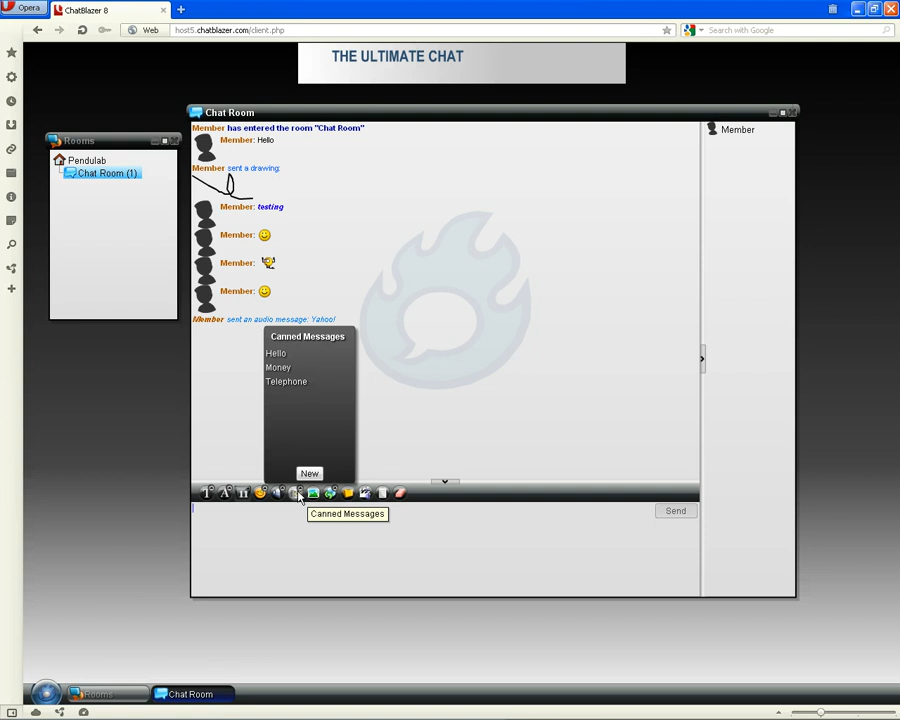 Opera
ChatBlazer 8
Web
host5.chatblazer.com/client.php
Search with Google
THE ULTIMATE CHAT
Rooms
Pendulab
Chat Room (1)
Chat Room
Member has entered the room "Chat Room"
Member: Hello
Member sent a drawing:
Member: testing
Member:
Member:
Member:
Member sent an audio message: Yahoo!
Canned Messages
Hello
Money
Telephone
New
Canned Messages
Send
Member
Rooms
Chat Room